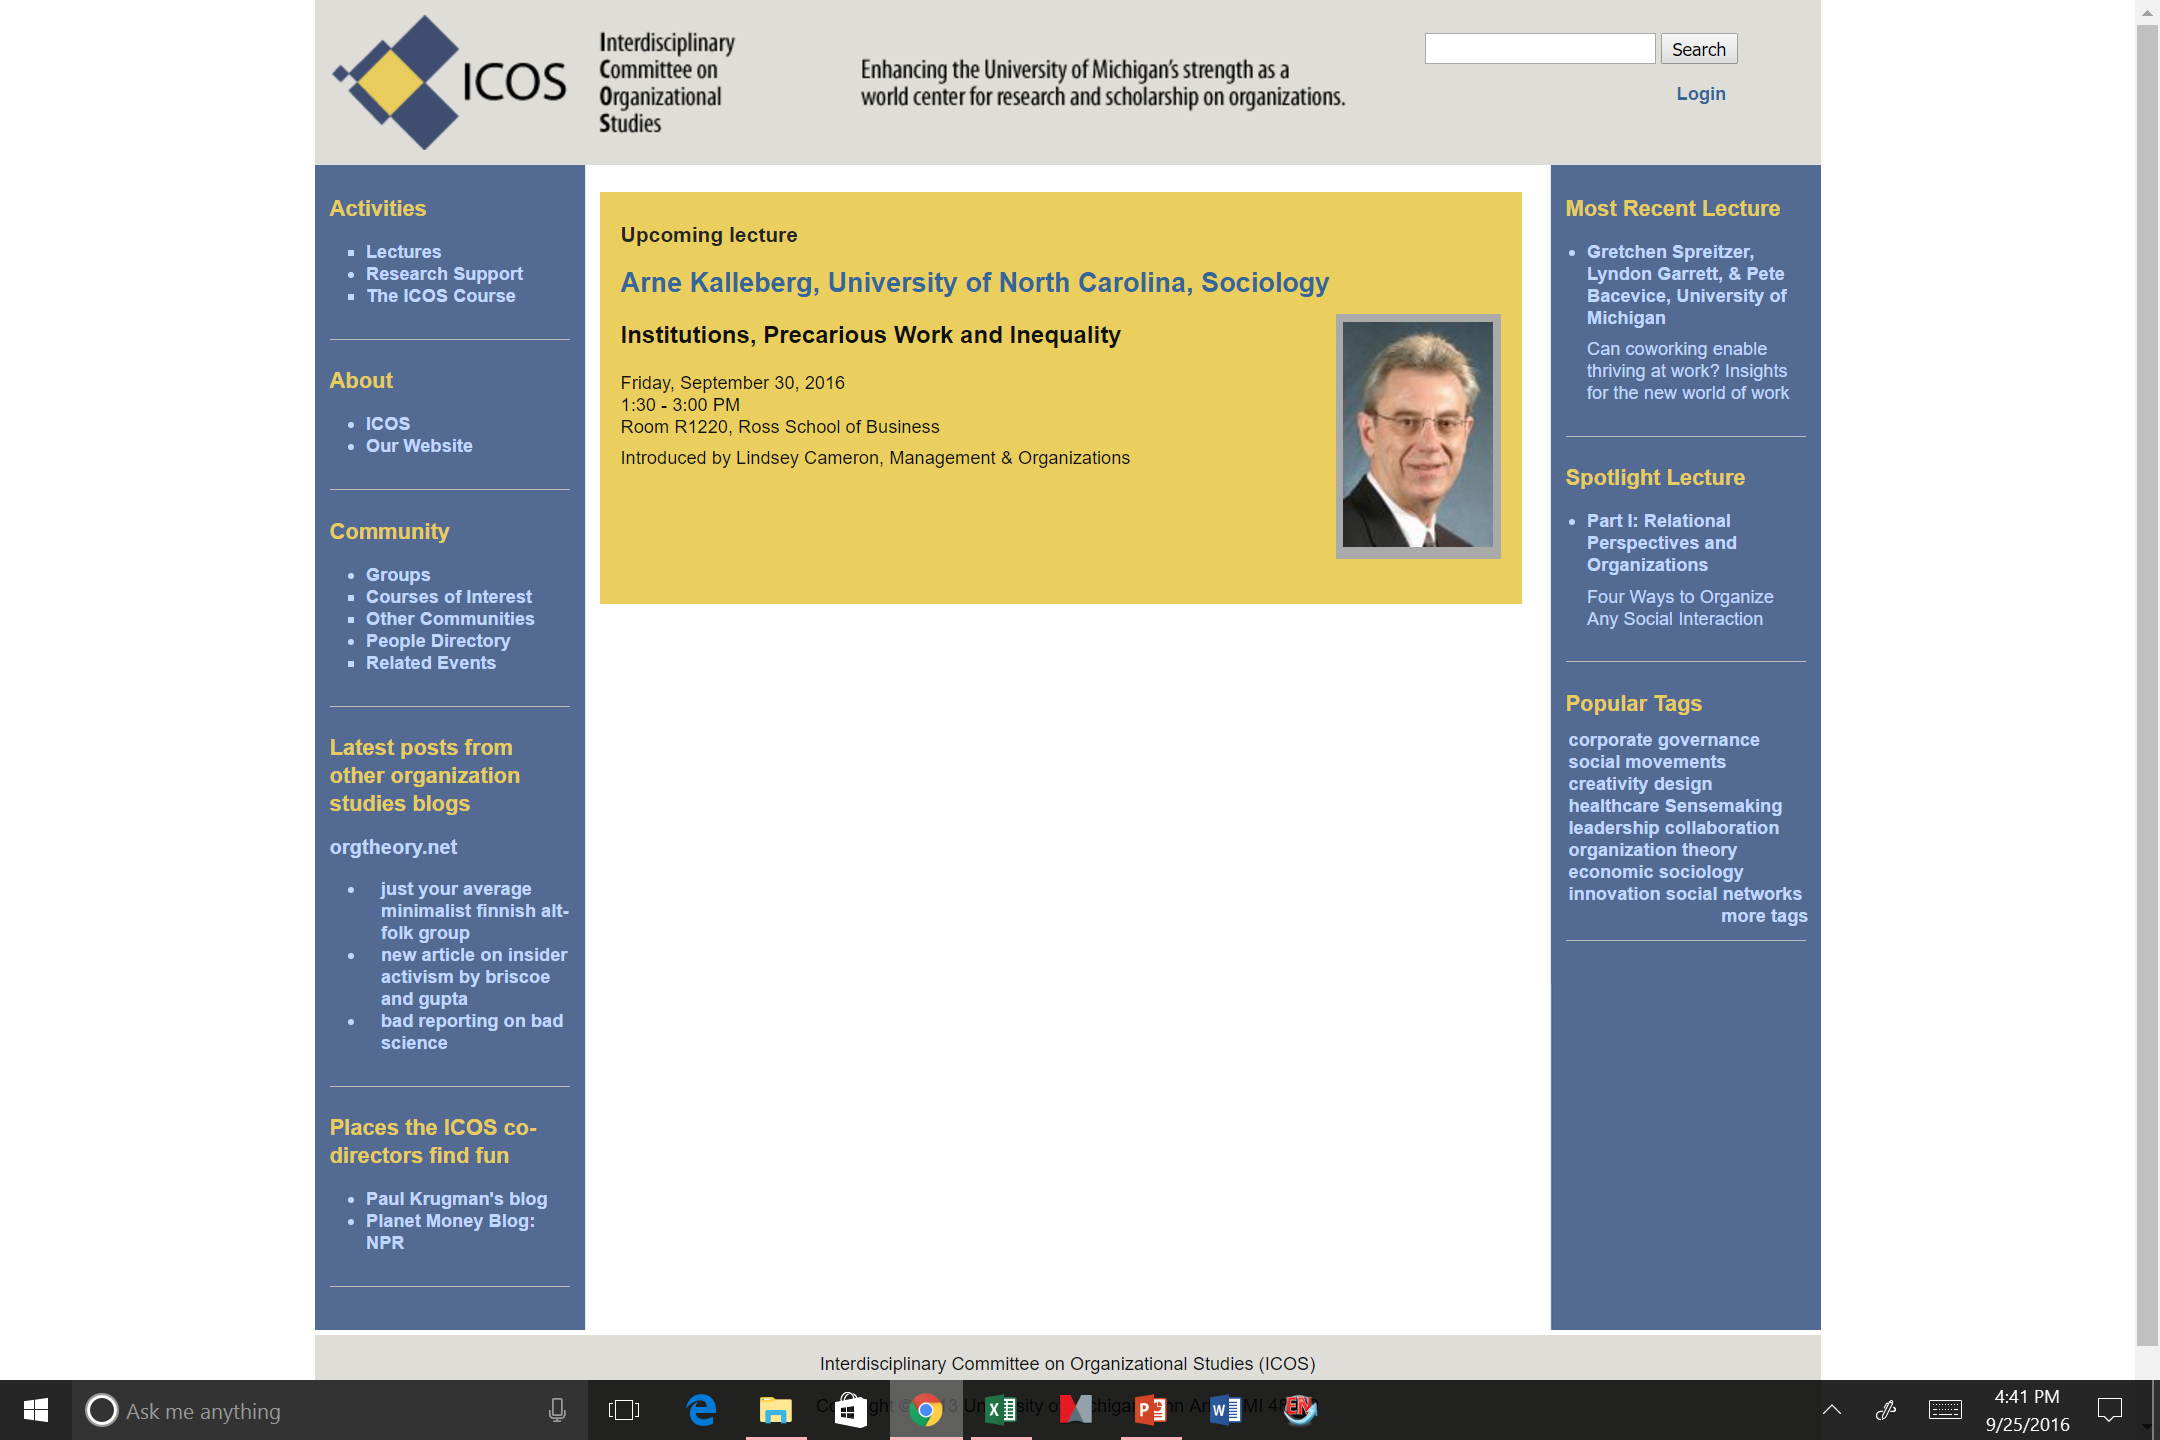 ICOS
Interdisciplinary
Committee on
Organizational
Studies
Enhancing the University of Michigan's strength as a
world center for research and scholarship on organizations.
Search
Login
Activities
Lectures
Research Support
The ICOS Course
About
ICOS
Our Website
Community
Groups
Courses of Interest
Other Communities
People Directory
Related Events
Latest posts from
other organization
studies blogs
orgtheory.net
just your average
minimalist finnish alt-
folk group
new article on insider
activism by briscoe
and gupta
bad reporting on bad
science
Places the ICOS co-
directors find fun
Paul Krugman's blog
Planet Money Blog:
NPR
Upcoming lecture
Arne Kalleberg, University of North Carolina, Sociology
Institutions, Precarious Work and Inequality
Friday, September 30, 2016
1:30 - 3:00 PM
Room R1220, Ross School of Business
Introduced by Lindsey Cameron, Management & Organizations
Most Recent Lecture
Gretchen Spreitzer,
Lyndon Garrett, & Pete
Bacevice, University of
Michigan
Can coworking enable
thriving at work? Insights
for the new world of work
Spotlight Lecture
Part I: Relational
Perspectives and
Organizations
Four Ways to Organize
Any Social Interaction
Popular Tags
corporate governance
social movements
creativity design
healthcare Sensemaking
leadership collaboration
organization theory
economic sociology
innovation social networks
more tags
Interdisciplinary Committee on Organizational Studies (ICOS)
Ask me anything
EN
4:41 PM
9/25/2016